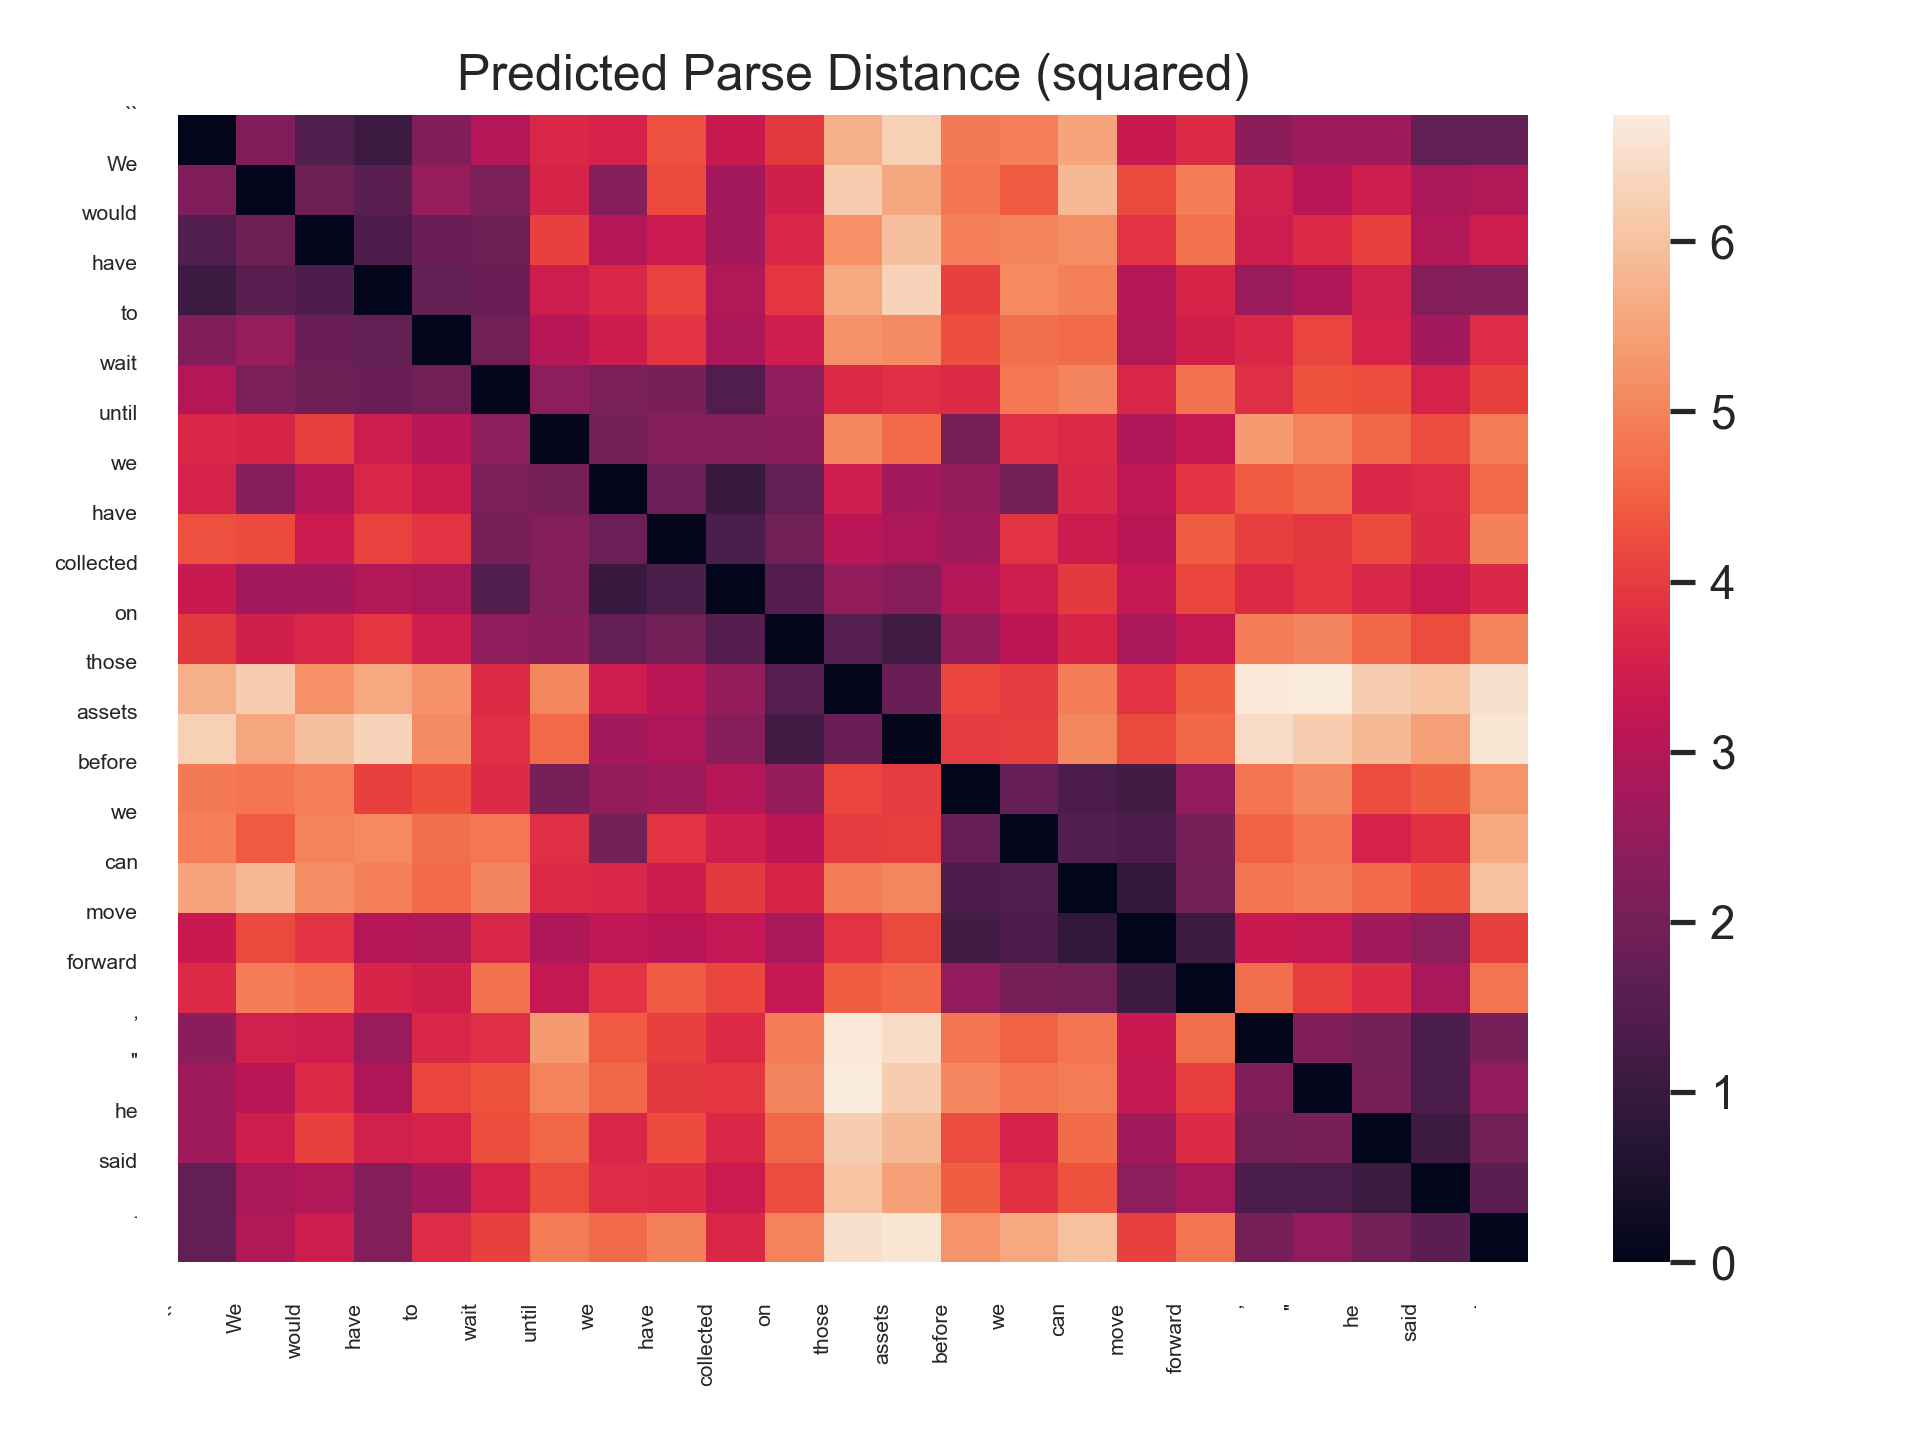 Predicted Parse Distance (squared)
``
We
would
have
to
wait
until
we
have
collected
on
those
assets
before
we
can
move
forward
,
"
he
said
.
6
5
4
3
2
1
0
`` We would have to wait until we have collected on those assets before we can move forward , " he said .